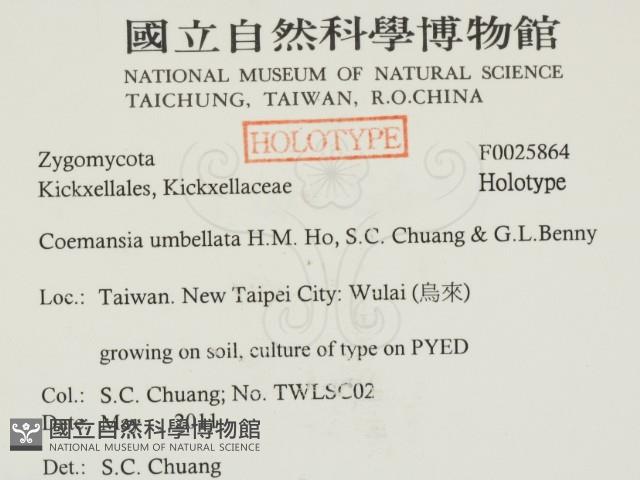 國立自然科學博物館
NATIONAL MUSEUM OF NATURAL SCIENCE
TAICHUNG, TAIWAN, R.O.CHINA
HOLOTYPE
Zygomycota F0025864
Kickxellales, Kickxellaceae Holotype
Coemansia umbellata H.M. Ho, S.C. Chuang & G.L.Benny
Loc.: Taiwan. New Taipei City: Wulai (烏來)
growing on soil, culture of type on PYED
Col.: S.C. Chuang; No. TWLSC02
Date: 2011
國立自然科學博物館
NATIONAL MUSEUM OF NATURAL SCIENCE
Det.: S.C. Chuang